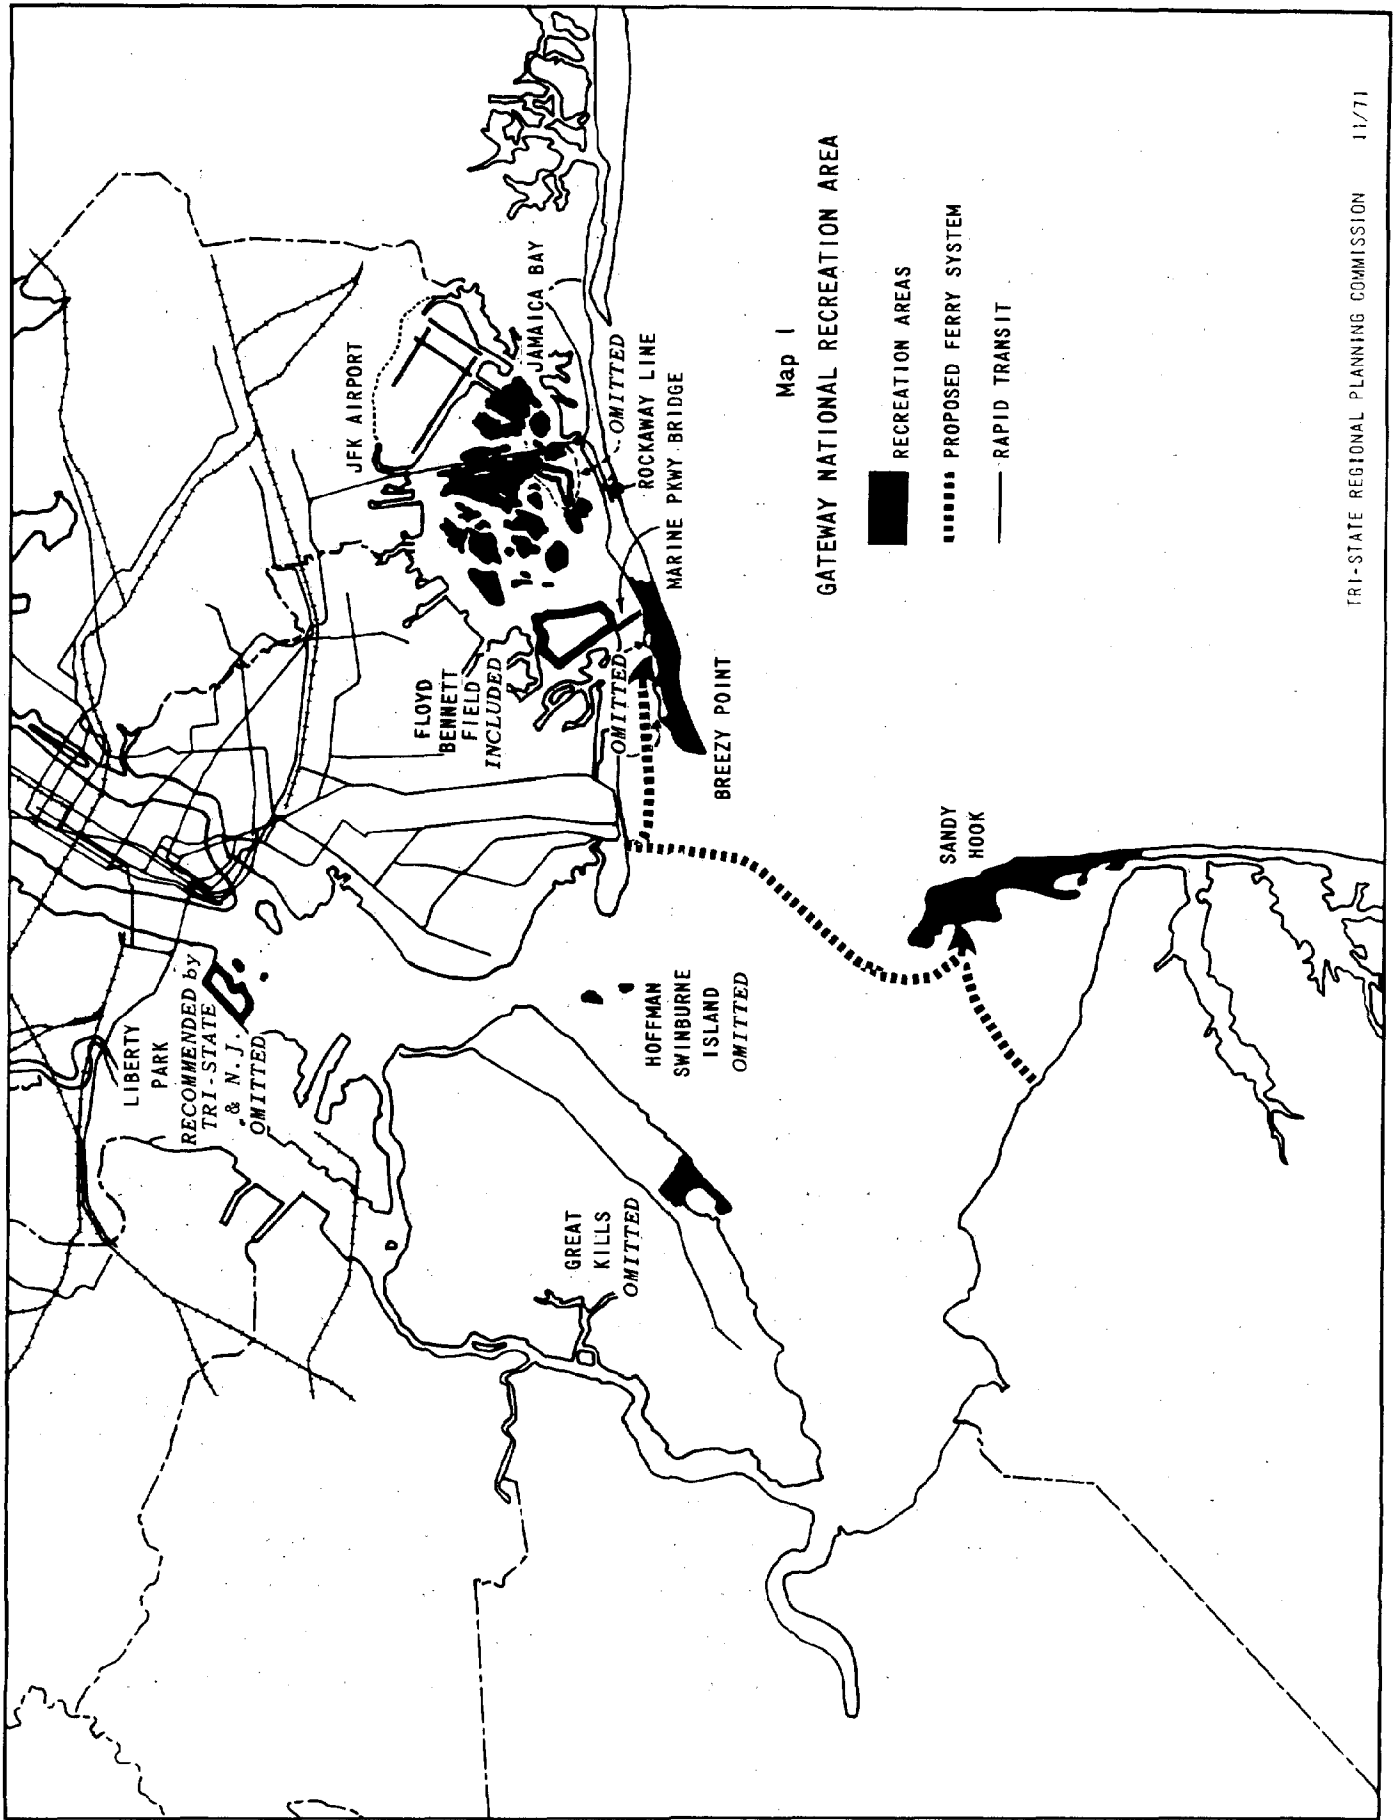 LIBERTY
PARK
RECOMMENDED by
TRI-STATE
& N.J.
OMITTED
JFK AIRPORT
JAMAICA BAY
OMITTED
ROCKAWAY LINE
MARINE PKWY BRIDGE
FLOYD
BENNETT
FIELD
INCLUDED
OMITTED
BREEZY POINT
HOFFMAN
SWINBURNE
ISLAND
OMITTED
GREAT
KILLS
OMITTED
SANDY
HOOK
Map 1
GATEWAY NATIONAL RECREATION AREA
RECREATION AREAS
PROPOSED FERRY SYSTEM
RAPID TRANSIT
TRI-STATE REGIONAL PLANNING COMMISSION 11/71